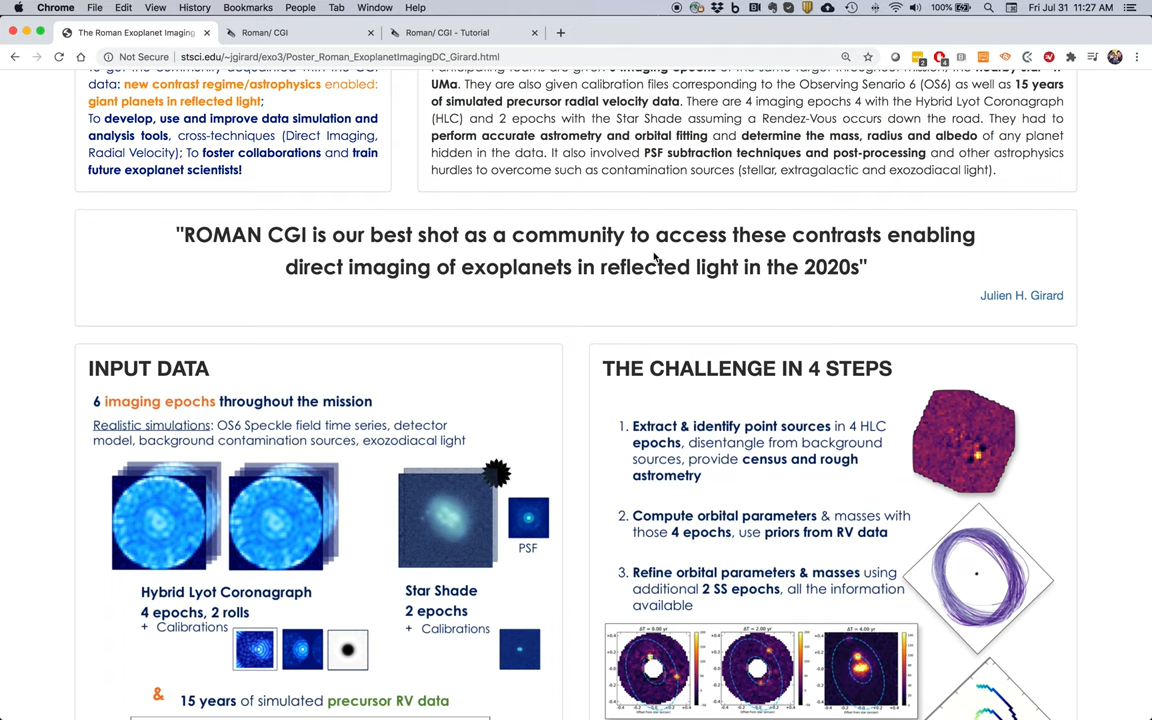 Chrome File Edit View History Bookmarks People Tab Window Help 100% Fri Jul 31 11:27 AM
The Roman Exoplanet Imaging
Roman/ CGI
Roman/ CGI - Tutorial
Not Secure stsci.edu/~jgirard/exo3/Poster_Roman_ExoplanetImagingDC_Girard.html
data: new contrast regime/astrophysics enabled:
giant planets in reflected light;
To develop, use and improve data simulation and
analysis tools, cross-techniques (Direct Imaging,
Radial Velocity); To foster collaborations and train
future exoplanet scientists!
UMa. They are also given calibration files corresponding to the Observing Senario 6 (OS6) as well as 15 years
of simulated precursor radial velocity data. There are 4 imaging epochs 4 with the Hybrid Lyot Coronagraph
(HLC) and 2 epochs with the Star Shade assuming a Rendez-Vous occurs down the road. They had to
perform accurate astrometry and orbital fitting and determine the mass, radius and albedo of any planet
hidden in the data. It also involved PSF subtraction techniques and post-processing and other astrophysics
hurdles to overcome such as contamination sources (stellar, extragalactic and exozodiacal light).
"ROMAN CGI is our best shot as a community to access these contrasts enabling
direct imaging of exoplanets in reflected light in the 2020s"
Julien H. Girard
INPUT DATA
6 imaging epochs throughout the mission
Realistic simulations: OS6 Speckle field time series, detector
model, background contamination sources, exozodiacal light
PSF
Hybrid Lyot Coronagraph
4 epochs, 2 rolls
+ Calibrations
Star Shade
2 epochs
+ Calibrations
& 15 years of simulated precursor RV data
THE CHALLENGE IN 4 STEPS
1. Extract & identify point sources in 4 HLC
epochs, disentangle from background
sources, provide census and rough
astrometry
2. Compute orbital parameters & masses with
those 4 epochs, use priors from RV data
3. Refine orbital parameters & masses using
additional 2 SS epochs, all the information
available
ΔT = 0.00 yr
ΔT = 2.00 yr
ΔT = 4.00 yr